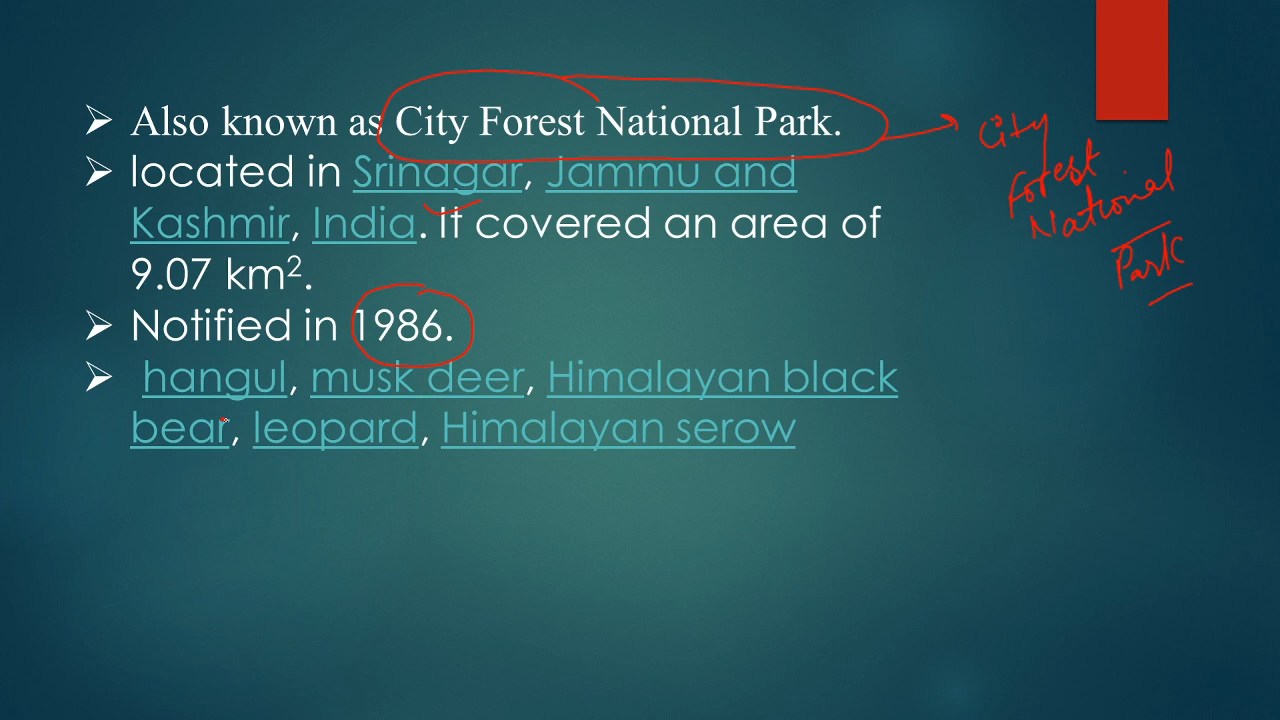 ➢ Also known as City Forest National Park.
➢ located in Srinagar, Jammu and
Kashmir, India. It covered an area of
9.07 km².
➢ Notified in 1986.
➢ hangul, musk deer, Himalayan black
bear, leopard, Himalayan serow
City
Forest
National
Park